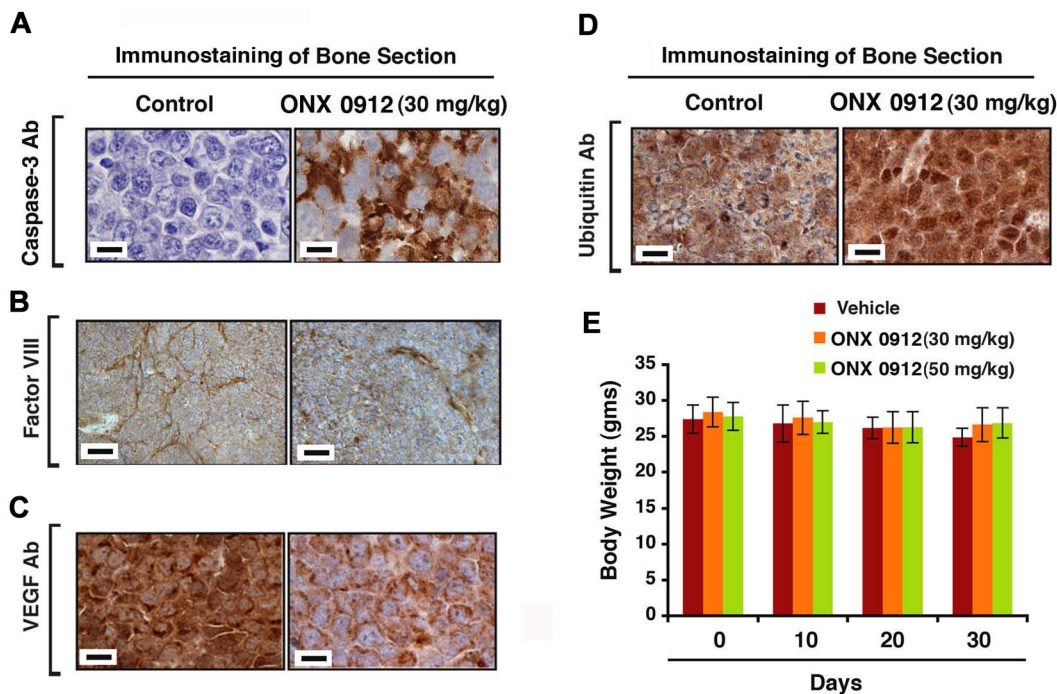 A
Immunostaining of Bone Section
Control
ONX 0912 (30 mg/kg)
Caspase-3 Ab
B
Factor VIII
C
VEGF Ab
D
Immunostaining of Bone Section
Control
ONX 0912 (30 mg/kg)
Ubiquitin Ab
E
Vehicle
ONX 0912 (30 mg/kg)
ONX 0912 (50 mg/kg)
Body Weight (gms)
35
30
25
20
15
10
5
0
0 10 20 30
Days